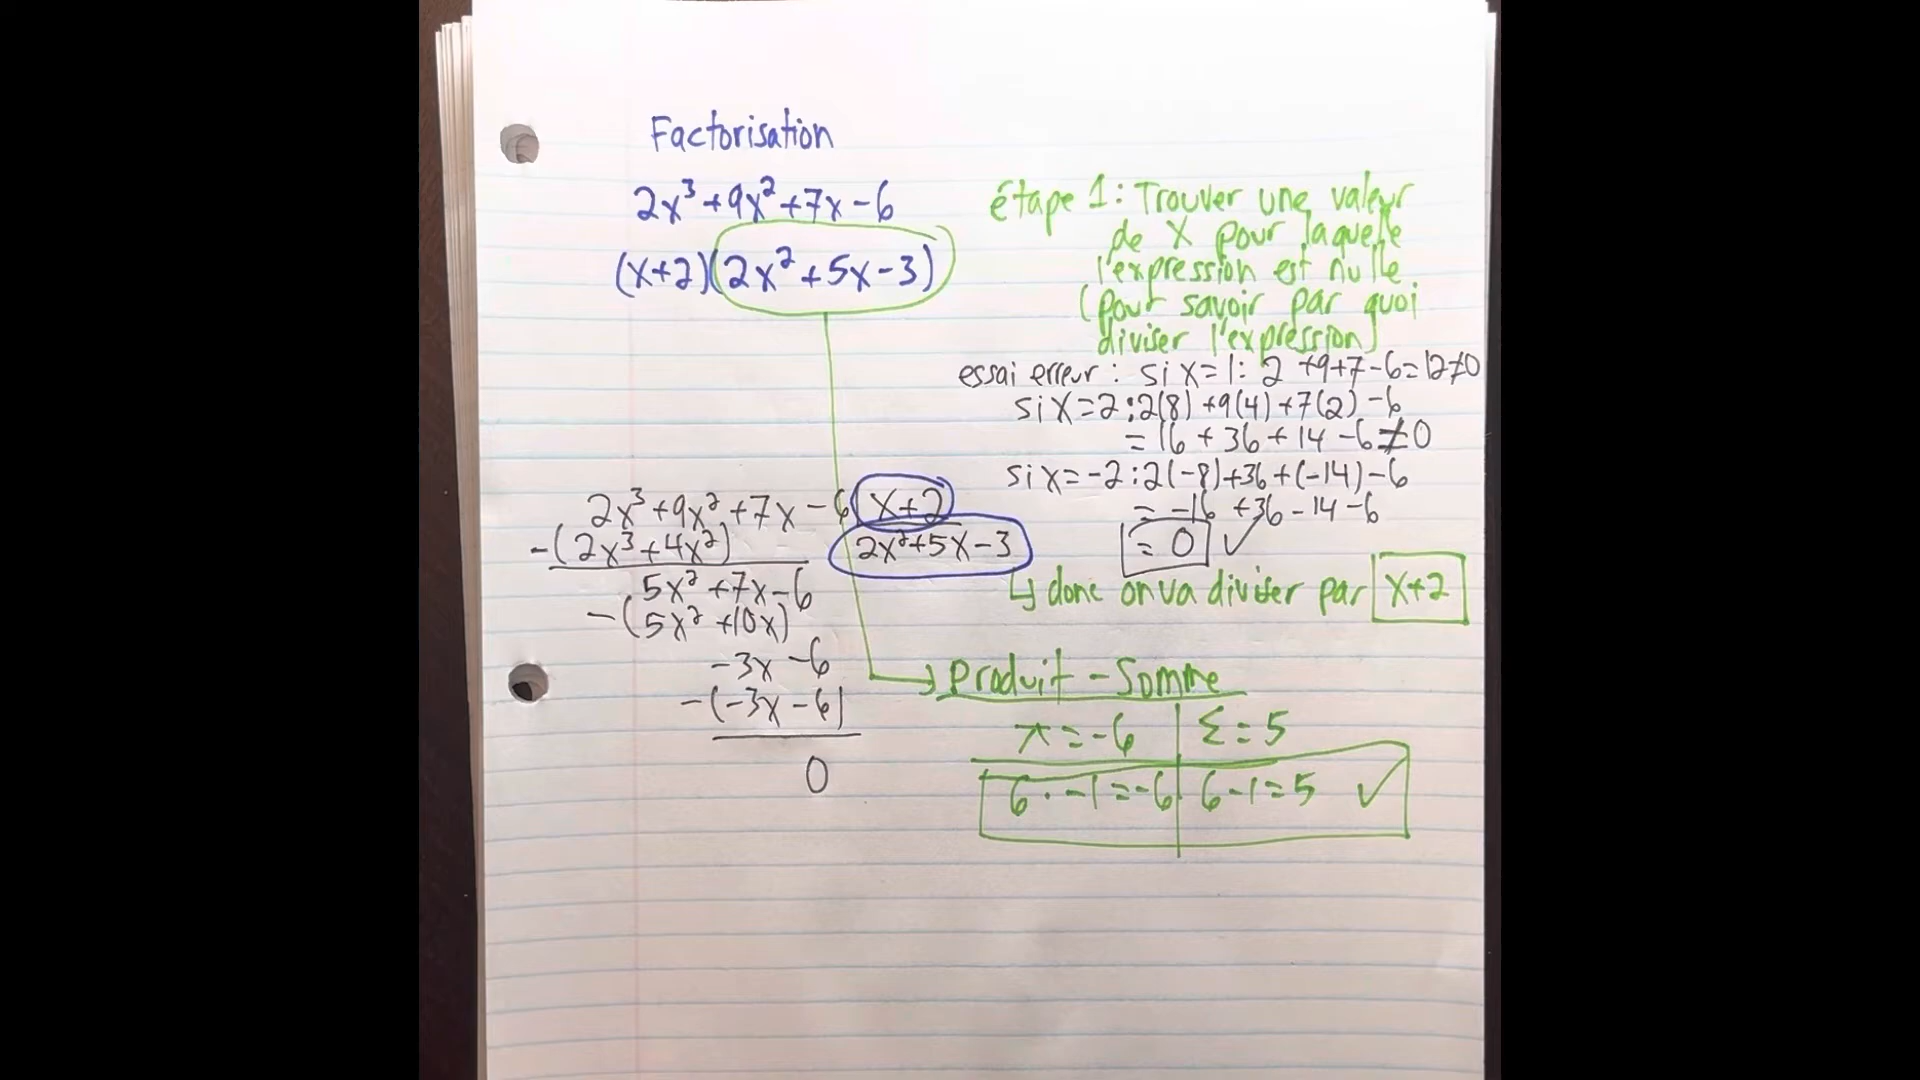 Factorisation
2x³+9x²+7x-6
(x+2)(2x²+5x-3)
étape 1: Trouver une valeur
de X pour laquelle
l'expression est nulle
(pour savoir par quoi
diviser l'expression)
essai erreur : si x=1: 2+9+7-6=12≠0
si x=2:2(8)+9(4)+7(2)-6
=16+36+14-6≠0
si x=-2:2(-8)+36+(-14)-6
=-16+36-14-6
=0 ✓
↳ donc on va diviser par x+2
2x³+9x²+7x-6 x+2
-(2x³+4x²) 2x²+5x-3
5x²+7x-6
-(5x²+10x)
-3x-6
-(-3x-6)
0
→ Produit-Somme
π=-6 Σ=5
6·-1=-6 6-1=5 ✓